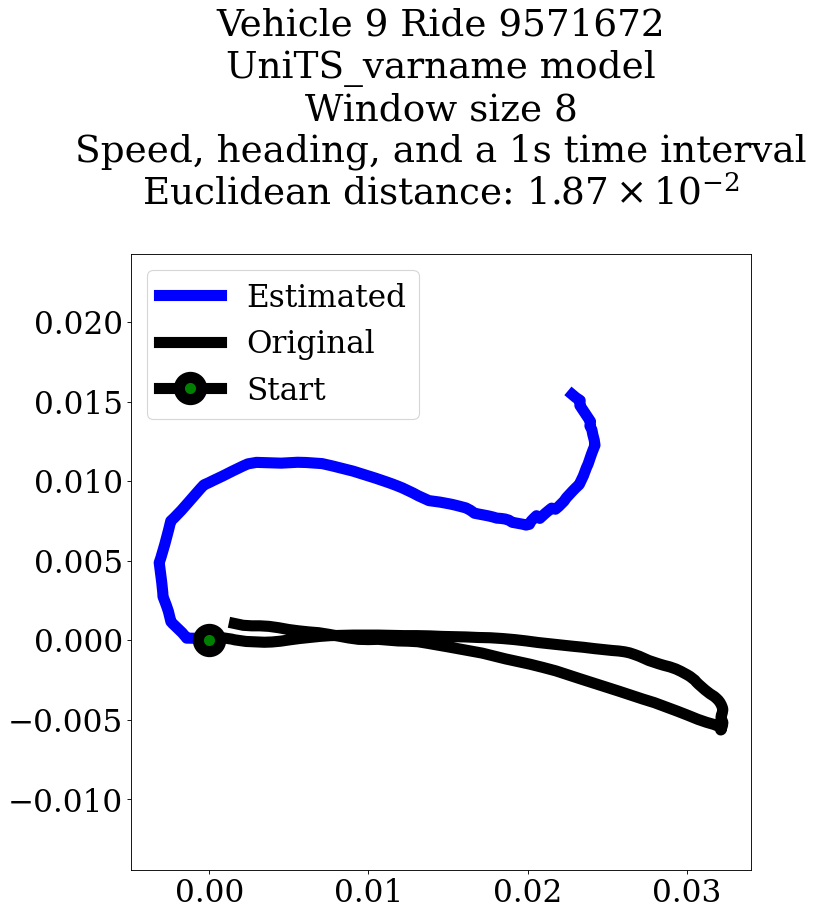 Vehicle 9 Ride 9571672
UniTS_varname model
Window size 8
Speed, heading, and a 1s time interval
Euclidean distance: 1.87 × 10⁻²
Estimated
Original
Start
0.020
0.015
0.010
0.005
0.000
−0.005
−0.010
0.00 0.01 0.02 0.03